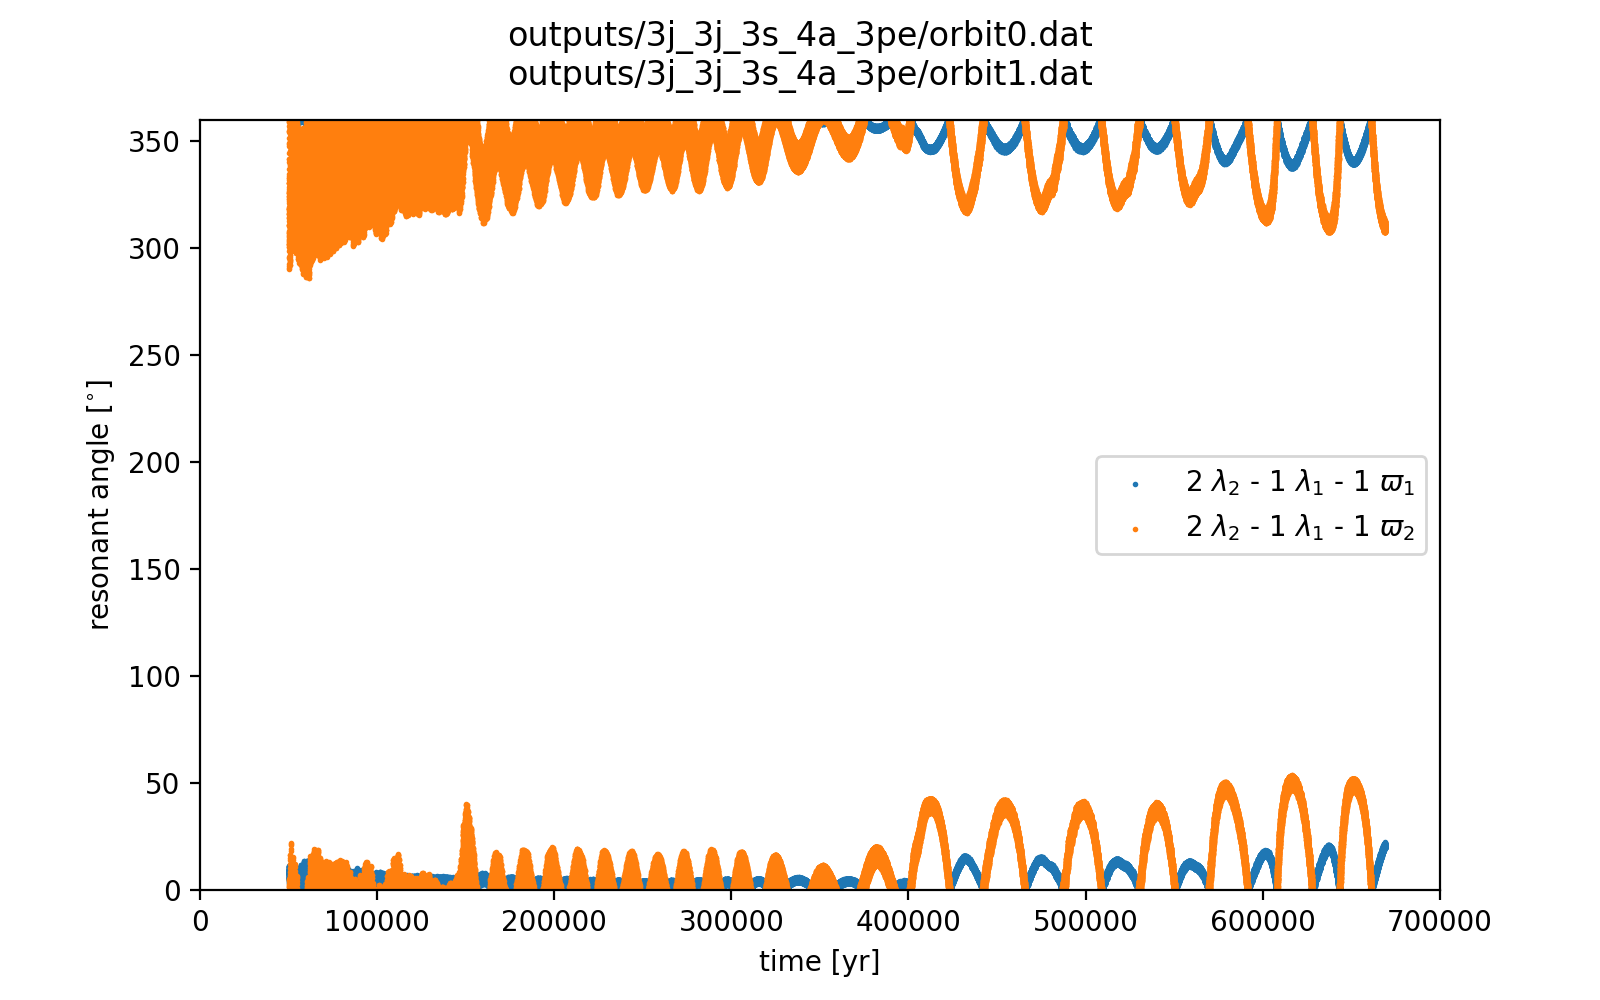 outputs/3j_3j_3s_4a_3pe/orbit0.dat
outputs/3j_3j_3s_4a_3pe/orbit1.dat
350
300
250
200
150
100
50
0
resonant angle [°]
2 λ₂ - 1 λ₁ - 1 ϖ₁
2 λ₂ - 1 λ₁ - 1 ϖ₂
0 100000 200000 300000 400000 500000 600000 700000
time [yr]